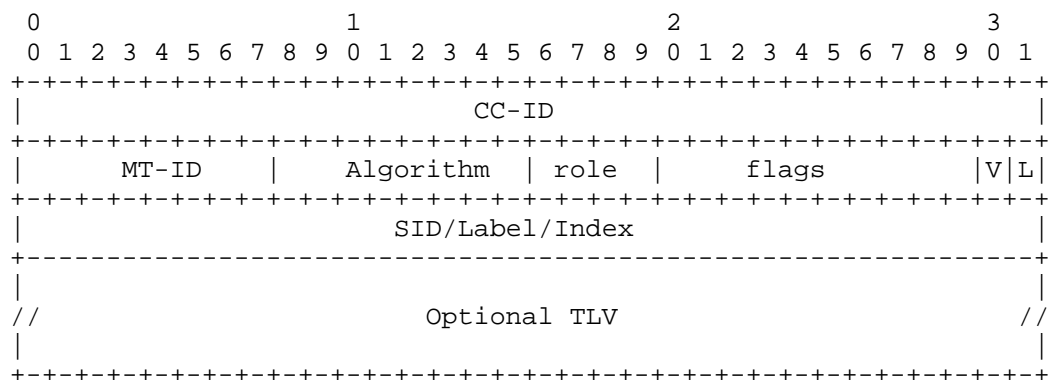 0                   1                   2                   3
 0 1 2 3 4 5 6 7 8 9 0 1 2 3 4 5 6 7 8 9 0 1 2 3 4 5 6 7 8 9 0 1
+-+-+-+-+-+-+-+-+-+-+-+-+-+-+-+-+-+-+-+-+-+-+-+-+-+-+-+-+-+-+-+-+
|                            CC-ID                              |
+-+-+-+-+-+-+-+-+-+-+-+-+-+-+-+-+-+-+-+-+-+-+-+-+-+-+-+-+-+-+-+-+
|      MT-ID    |    Algorithm  | role  |     flags         |V|L|
+-+-+-+-+-+-+-+-+-+-+-+-+-+-+-+-+-+-+-+-+-+-+-+-+-+-+-+-+-+-+-+-+
|                       SID/Label/Index                         |
+---------------------------------------------------------------+
|                                                               |
//                        Optional TLV                         //
|                                                               |
+-+-+-+-+-+-+-+-+-+-+-+-+-+-+-+-+-+-+-+-+-+-+-+-+-+-+-+-+-+-+-+-+